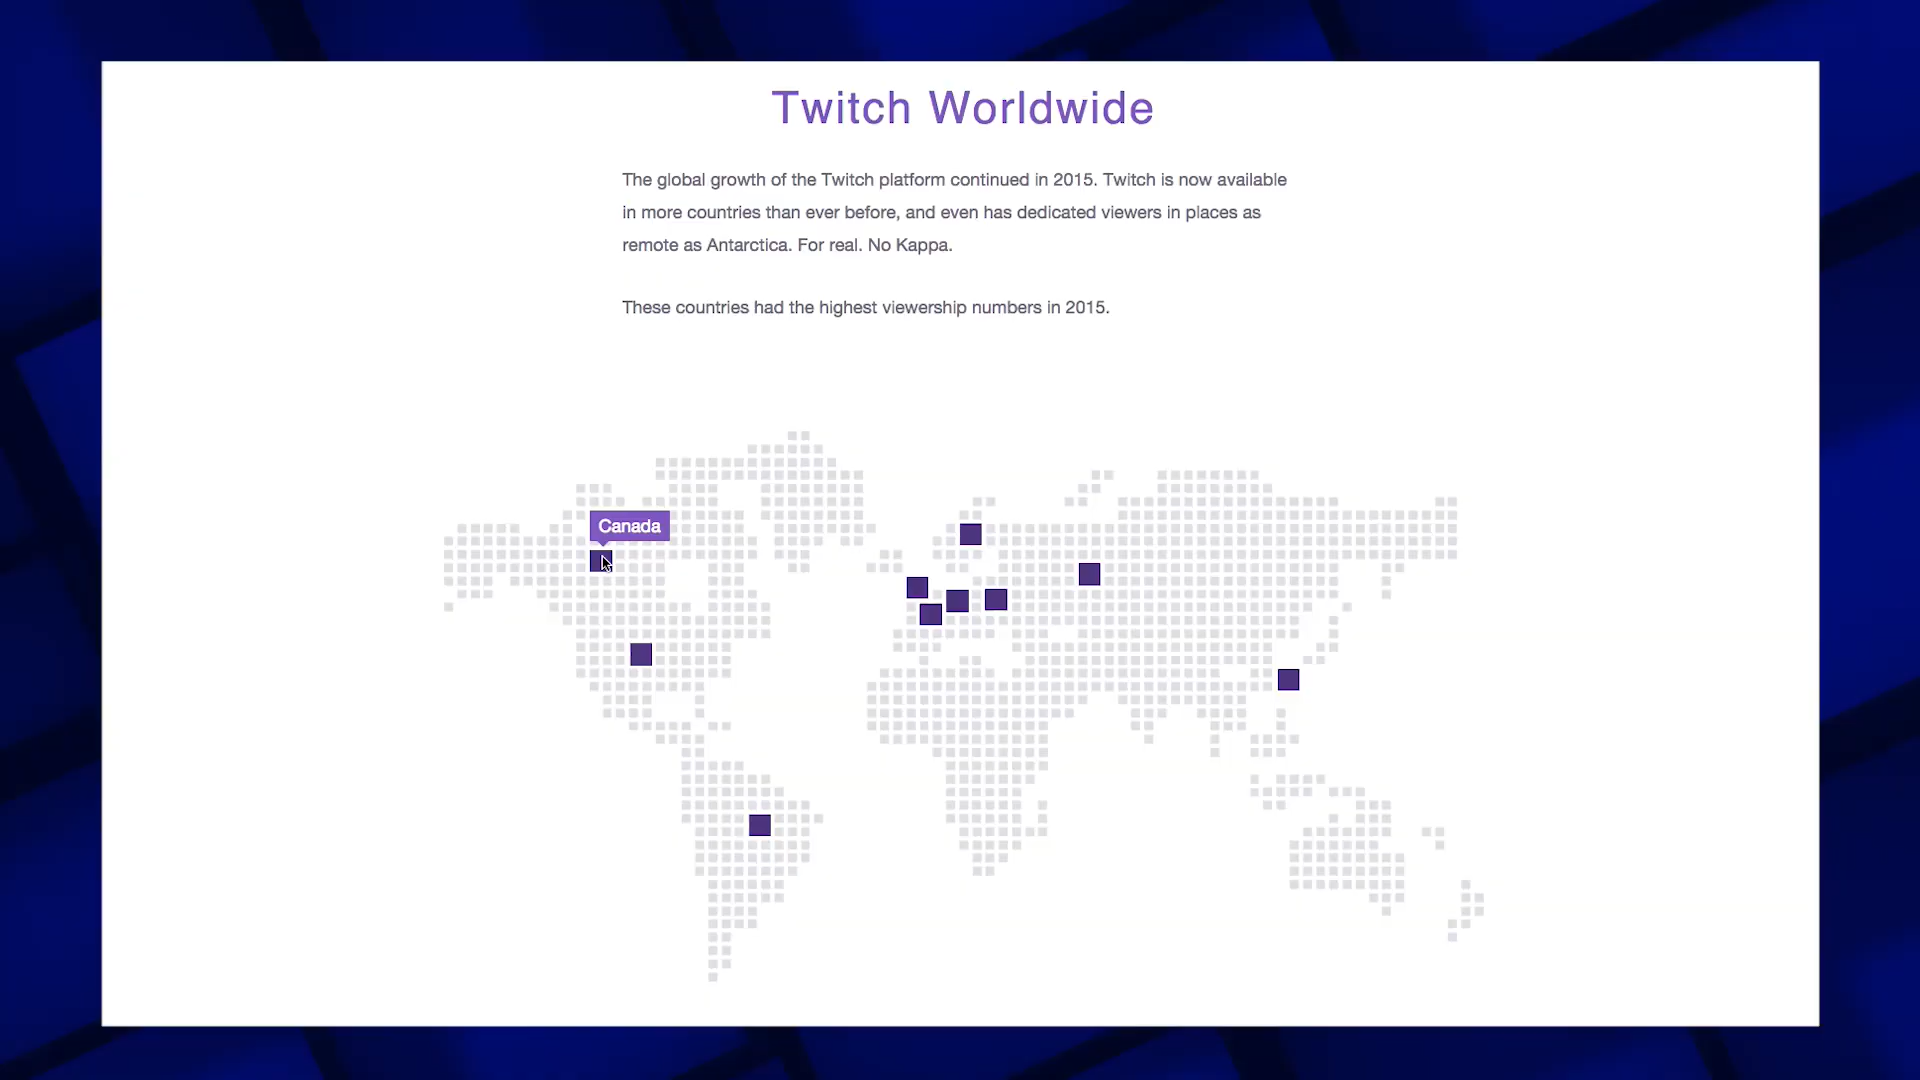 Twitch Worldwide
The global growth of the Twitch platform continued in 2015. Twitch is now available
in more countries than ever before, and even has dedicated viewers in places as
remote as Antarctica. For real. No Kappa.
These countries had the highest viewership numbers in 2015.
Canada